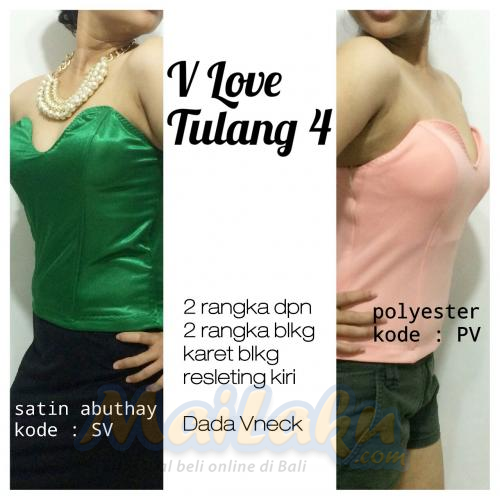 V Love
Tulang 4
2 rangka dpn
2 rangka blkg
karet blkg
resleting kiri
Dada Vneck
polyester
kode : PV
satin abuthay
kode : SV
MaiLaku
.com
al beli online di Bali